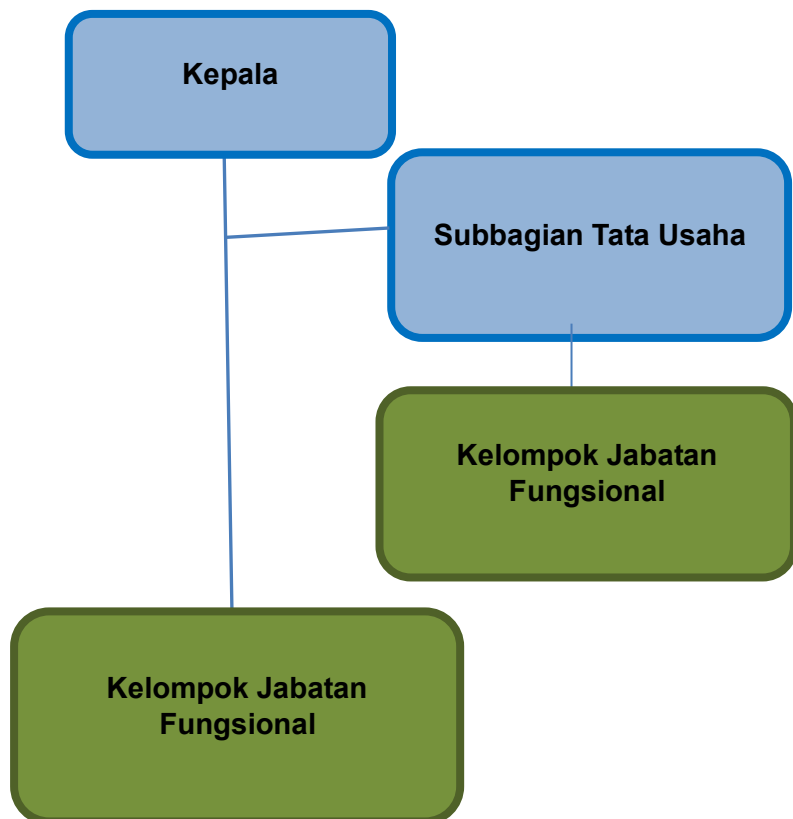 Kepala
Subbagian Tata Usaha
Kelompok Jabatan
Fungsional
Kelompok Jabatan
Fungsional